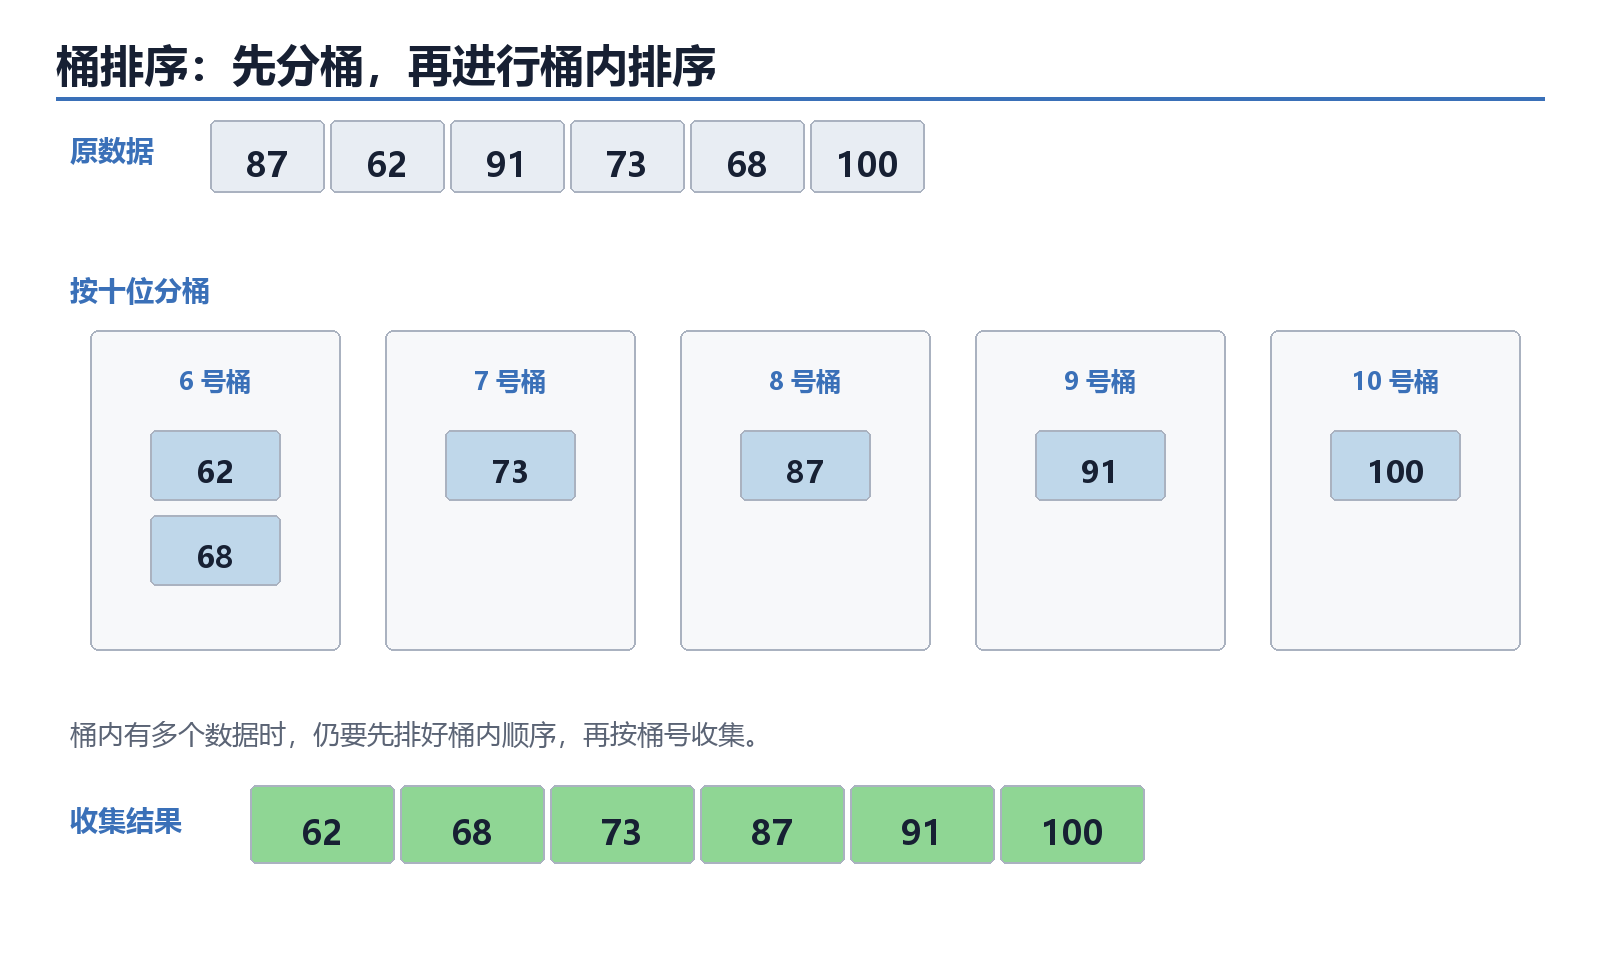 桶排序：先分桶，再进行桶内排序
原数据 87 62 91 73 68 100
按十位分桶
6 号桶 7 号桶 8 号桶 9 号桶 10 号桶
62 73 87 91 100
68
桶内有多个数据时，仍要先排好桶内顺序，再按桶号收集。
收集结果 62 68 73 87 91 100